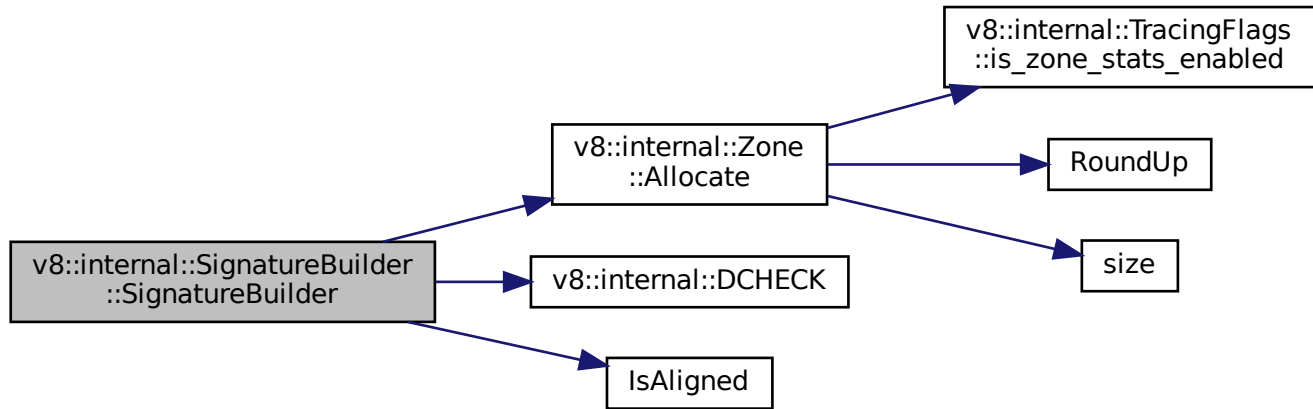 v8::internal::TracingFlags
::is_zone_stats_enabled
v8::internal::Zone
::Allocate
RoundUp
v8::internal::SignatureBuilder
::SignatureBuilder
v8::internal::DCHECK
size
IsAligned